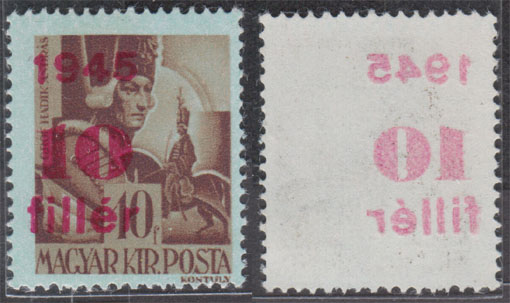 HADIK ANDRÁS
1945
10
fillér
10f
MAGYAR KIR. POSTA
KONTULY
1945
10
fillér